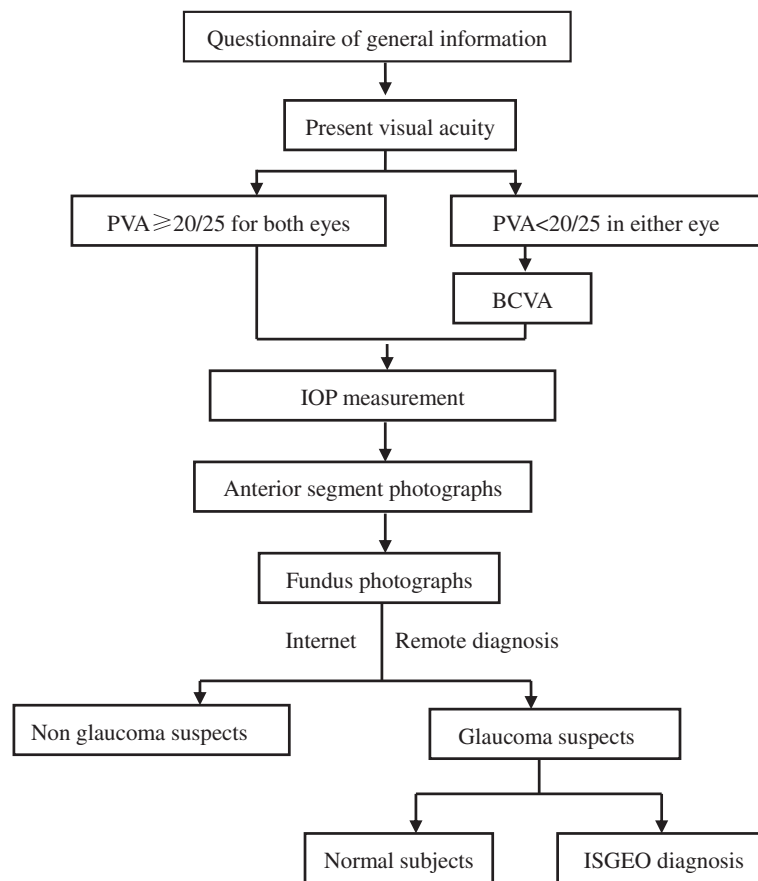 Questionnaire of general information
Present visual acuity
PVA≥20/25 for both eyes
PVA<20/25 in either eye
BCVA
IOP measurement
Anterior segment photographs
Fundus photographs
Internet
Remote diagnosis
Non glaucoma suspects
Glaucoma suspects
Normal subjects
ISGEO diagnosis